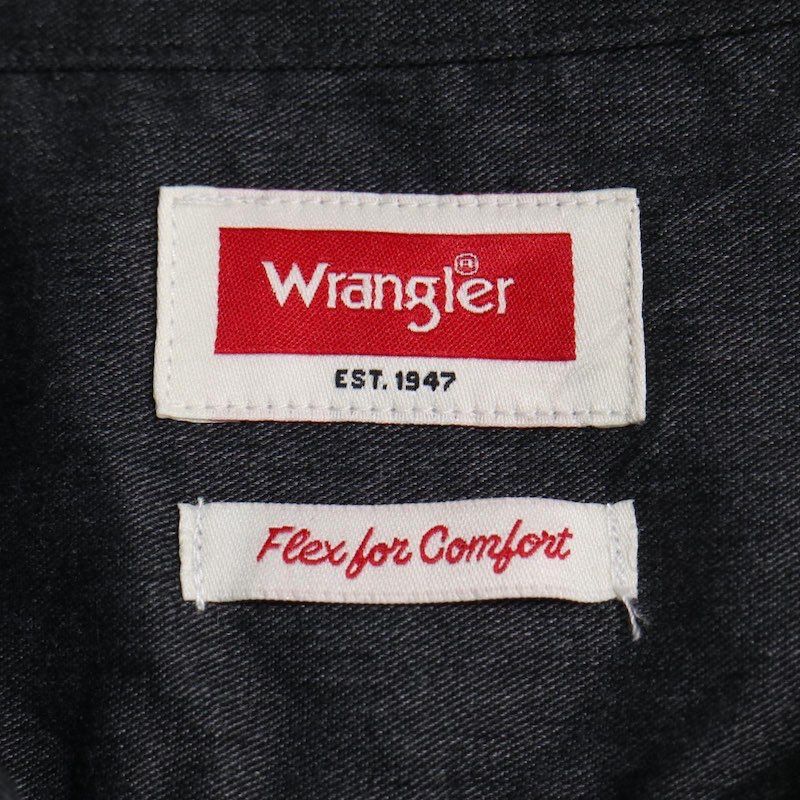 Wrangler®
EST. 1947
Flex for Comfort